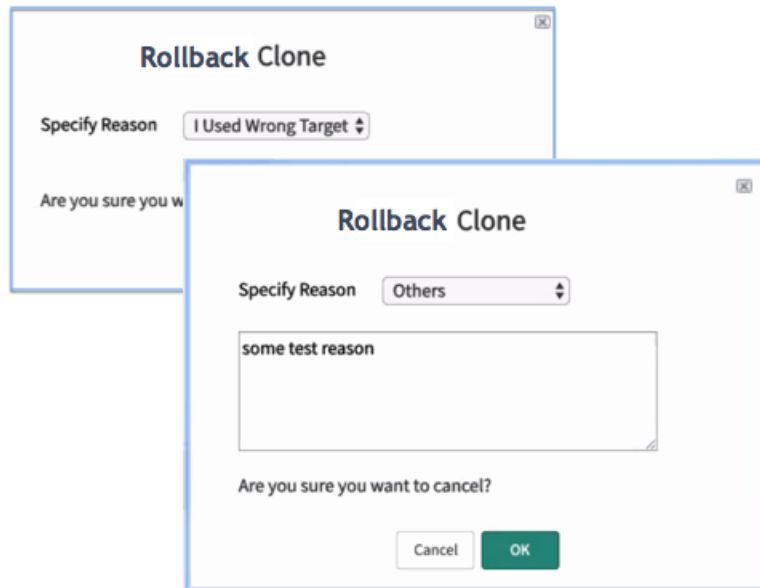 Rollback Clone
Specify Reason I Used Wrong Target
Are you sure you w
Rollback Clone
Specify Reason Others
some test reason
Are you sure you want to cancel?
Cancel OK